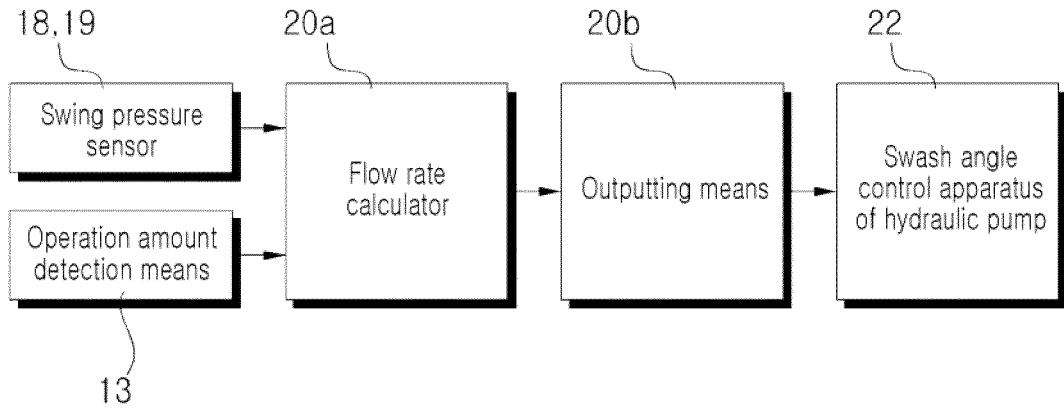 18,19
20a
20b
22
Swing pressure
sensor
Operation amount
detection means
Flow rate
calculator
Outputting means
Swash angle
control apparatus
of hydraulic pump
13